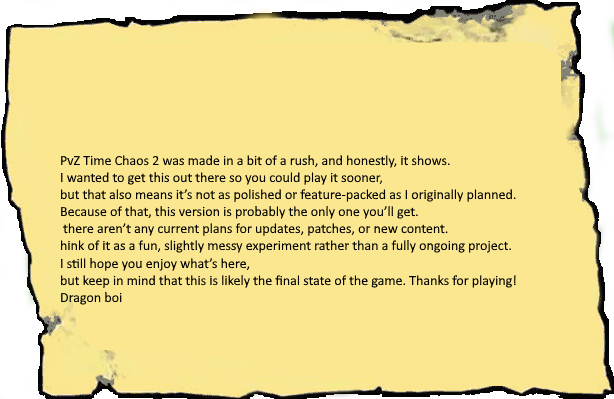 PvZ Time Chaos 2 was made in a bit of a rush, and honestly, it shows.
I wanted to get this out there so you could play it sooner,
but that also means it’s not as polished or feature-packed as I originally planned.
Because of that, this version is probably the only one you’ll get.
there aren’t any current plans for updates, patches, or new content.
hink of it as a fun, slightly messy experiment rather than a fully ongoing project.
I still hope you enjoy what’s here,
but keep in mind that this is likely the final state of the game. Thanks for playing!
Dragon boi